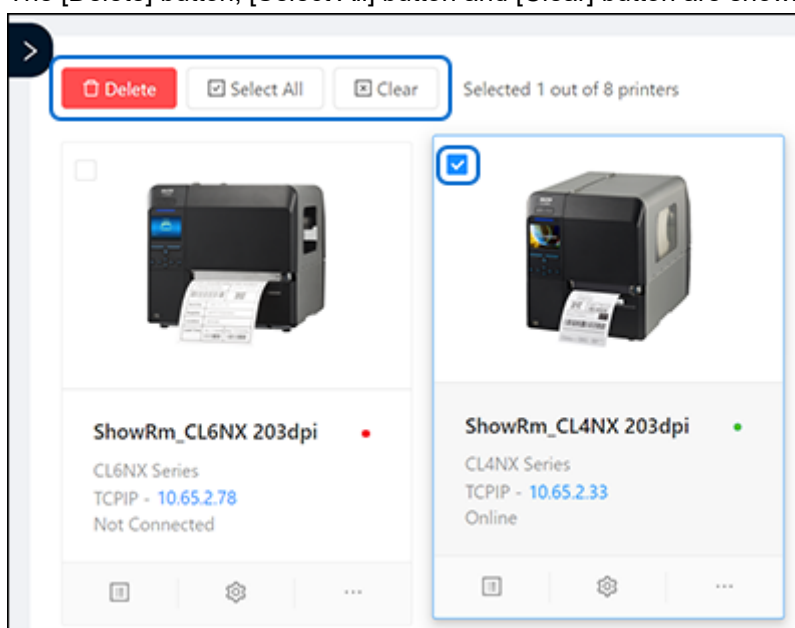 The [Delete] button, [Select All] button and [Clear] button are show
Delete Select All Clear Selected 1 out of 8 printers
ShowRm_CL6NX 203dpi
CL6NX Series
TCPIP - 10.65.2.78
Not Connected
ShowRm_CL4NX 203dpi
CL4NX Series
TCPIP - 10.65.2.33
Online